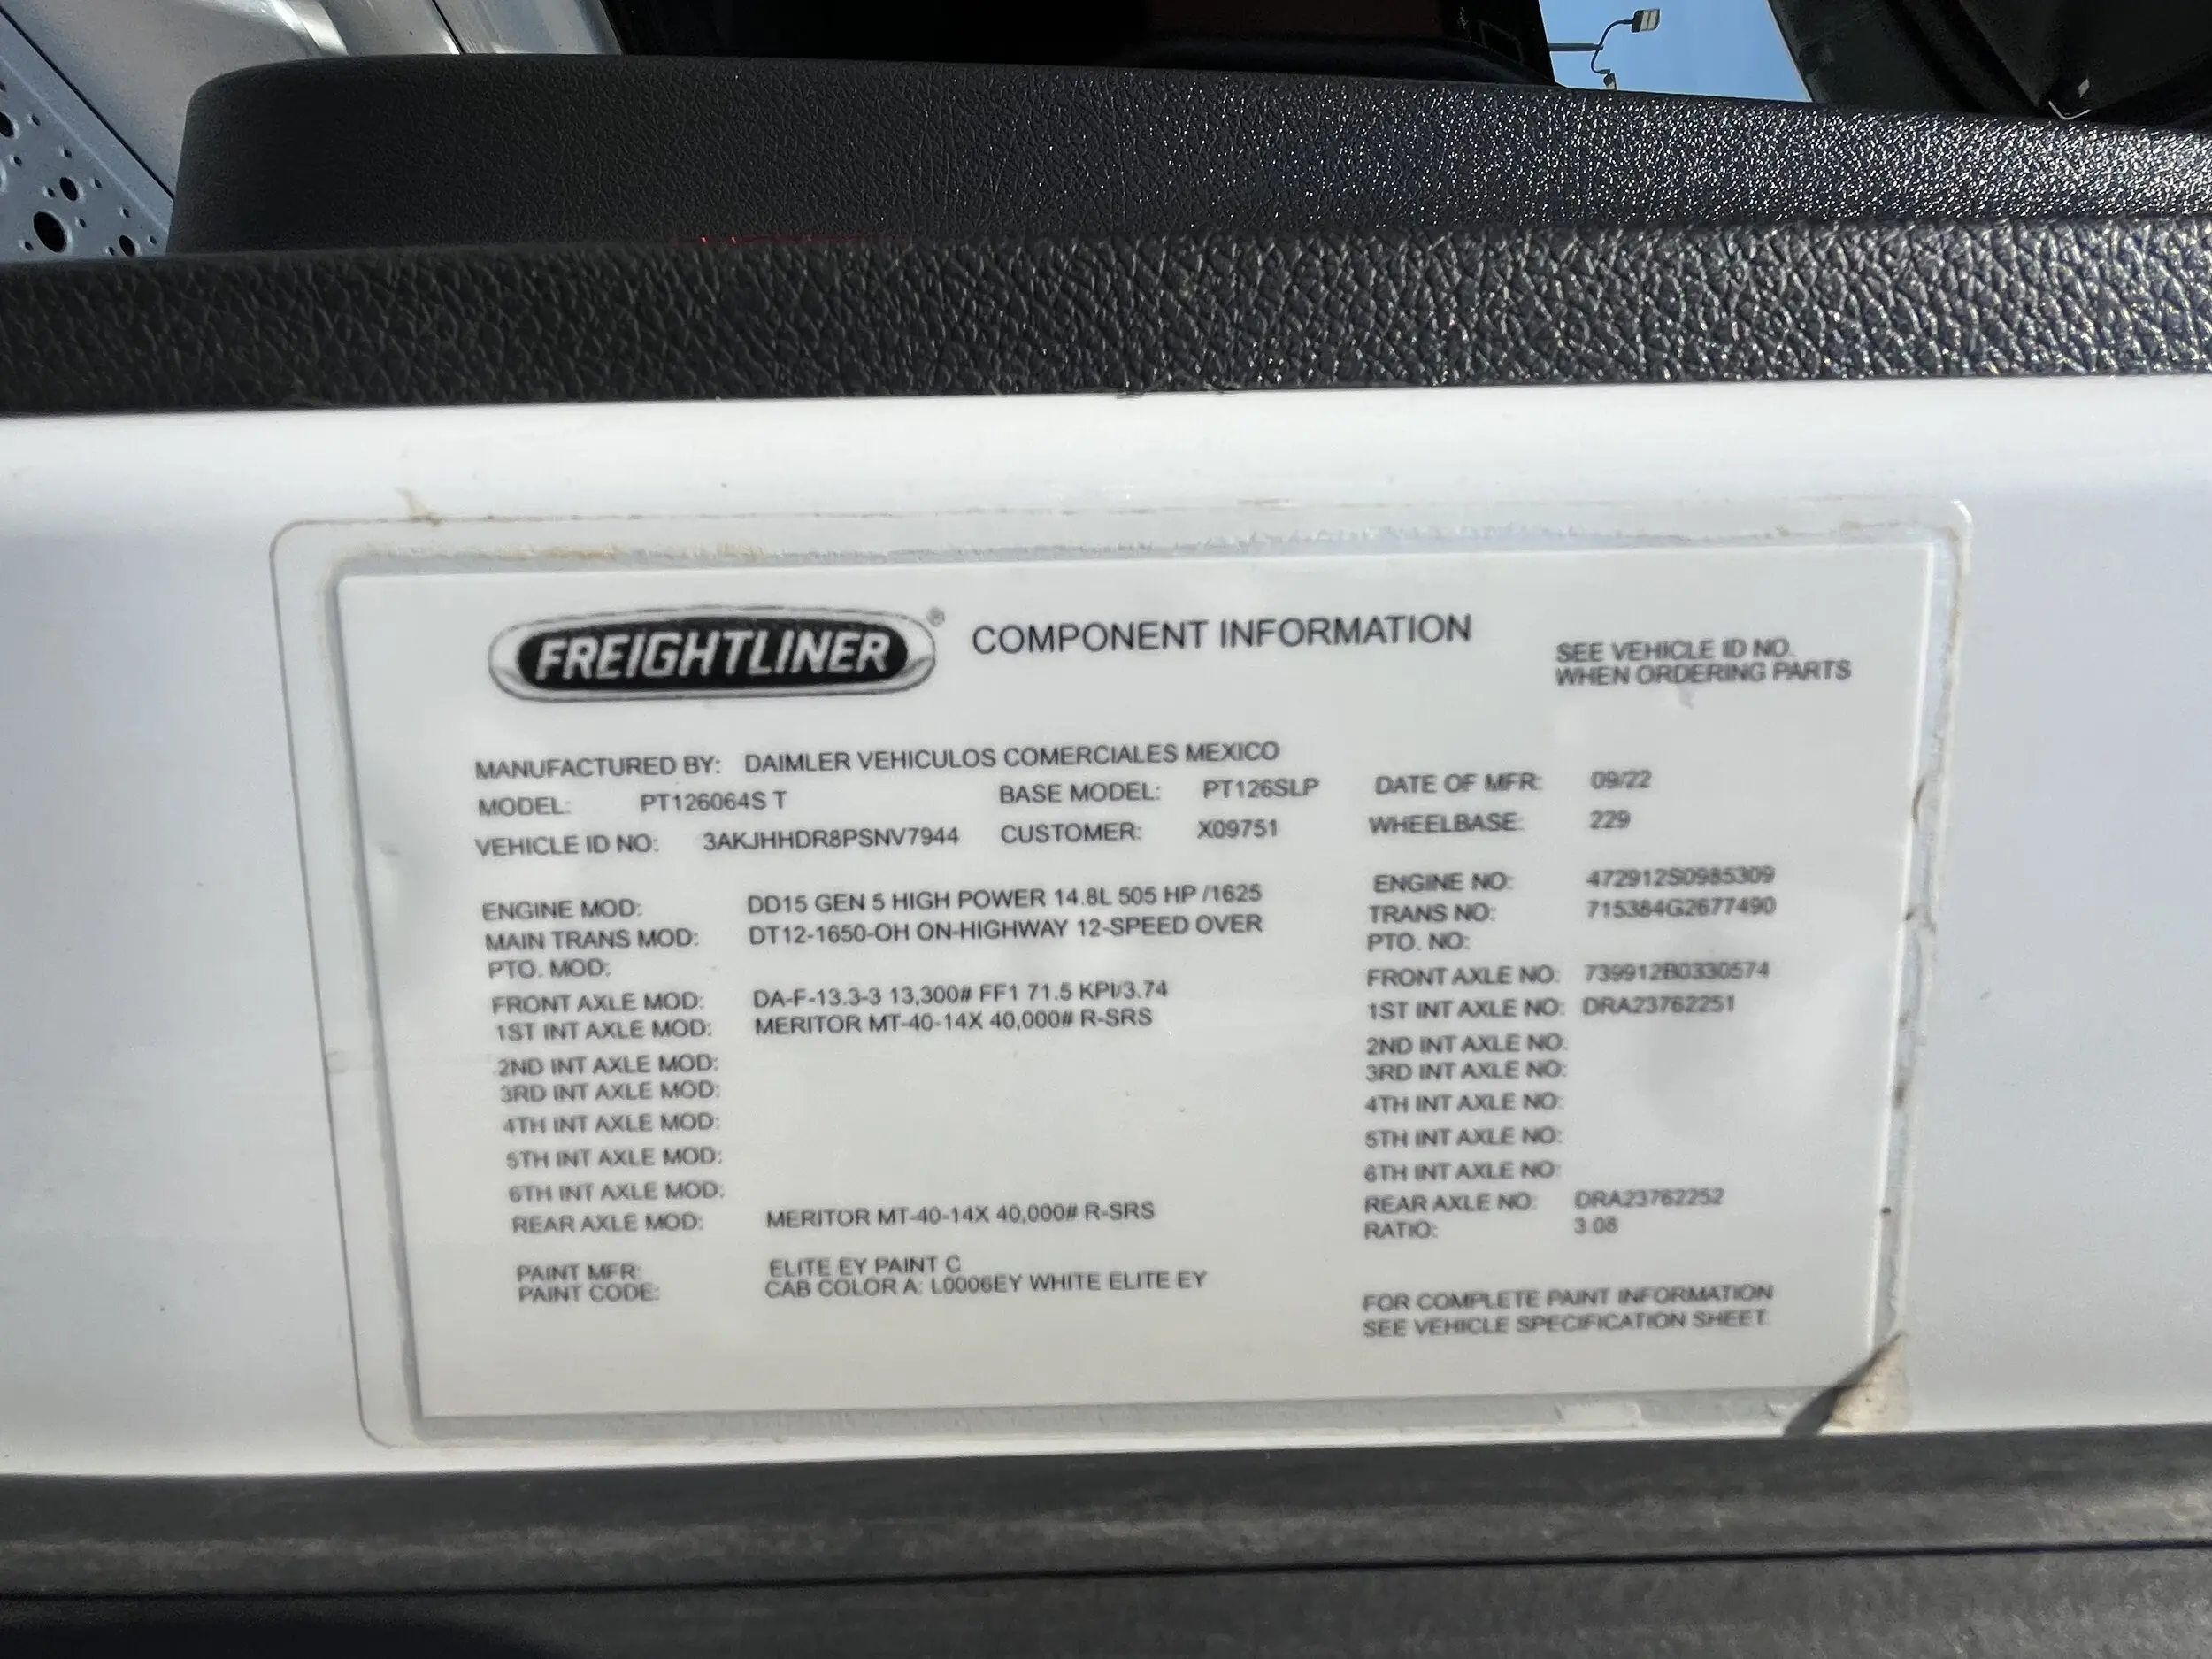 FREIGHTLINER® COMPONENT INFORMATION
SEE VEHICLE ID NO.
WHEN ORDERING PARTS
MANUFACTURED BY: DAIMLER VEHICULOS COMERCIALES MEXICO
MODEL: PT126064S T BASE MODEL: PT126SLP DATE OF MFR: 09/22
VEHICLE ID NO: 3AKJHHDR8PSNV7944 CUSTOMER: X09751 WHEELBASE: 229
ENGINE MOD: DD15 GEN 5 HIGH POWER 14.8L 505 HP /1625 ENGINE NO: 472912S0985309
MAIN TRANS MOD: DT12-1650-OH ON-HIGHWAY 12-SPEED OVER TRANS NO: 715384G2677490
PTO. MOD: PTO. NO:
FRONT AXLE MOD: DA-F-13.3-3 13,300# FF1 71.5 KPI/3.74 FRONT AXLE NO: 739912B0330574
1ST INT AXLE MOD: MERITOR MT-40-14X 40,000# R-SRS 1ST INT AXLE NO: DRA23762251
2ND INT AXLE MOD: 2ND INT AXLE NO:
3RD INT AXLE MOD: 3RD INT AXLE NO:
4TH INT AXLE MOD: 4TH INT AXLE NO:
5TH INT AXLE MOD: 5TH INT AXLE NO:
6TH INT AXLE MOD: 6TH INT AXLE NO:
REAR AXLE MOD: MERITOR MT-40-14X 40,000# R-SRS REAR AXLE NO: DRA23762252
RATIO: 3.08
PAINT MFR: ELITE EY PAINT C
PAINT CODE: CAB COLOR A: L0006EY WHITE ELITE EY
FOR COMPLETE PAINT INFORMATION
SEE VEHICLE SPECIFICATION SHEET.